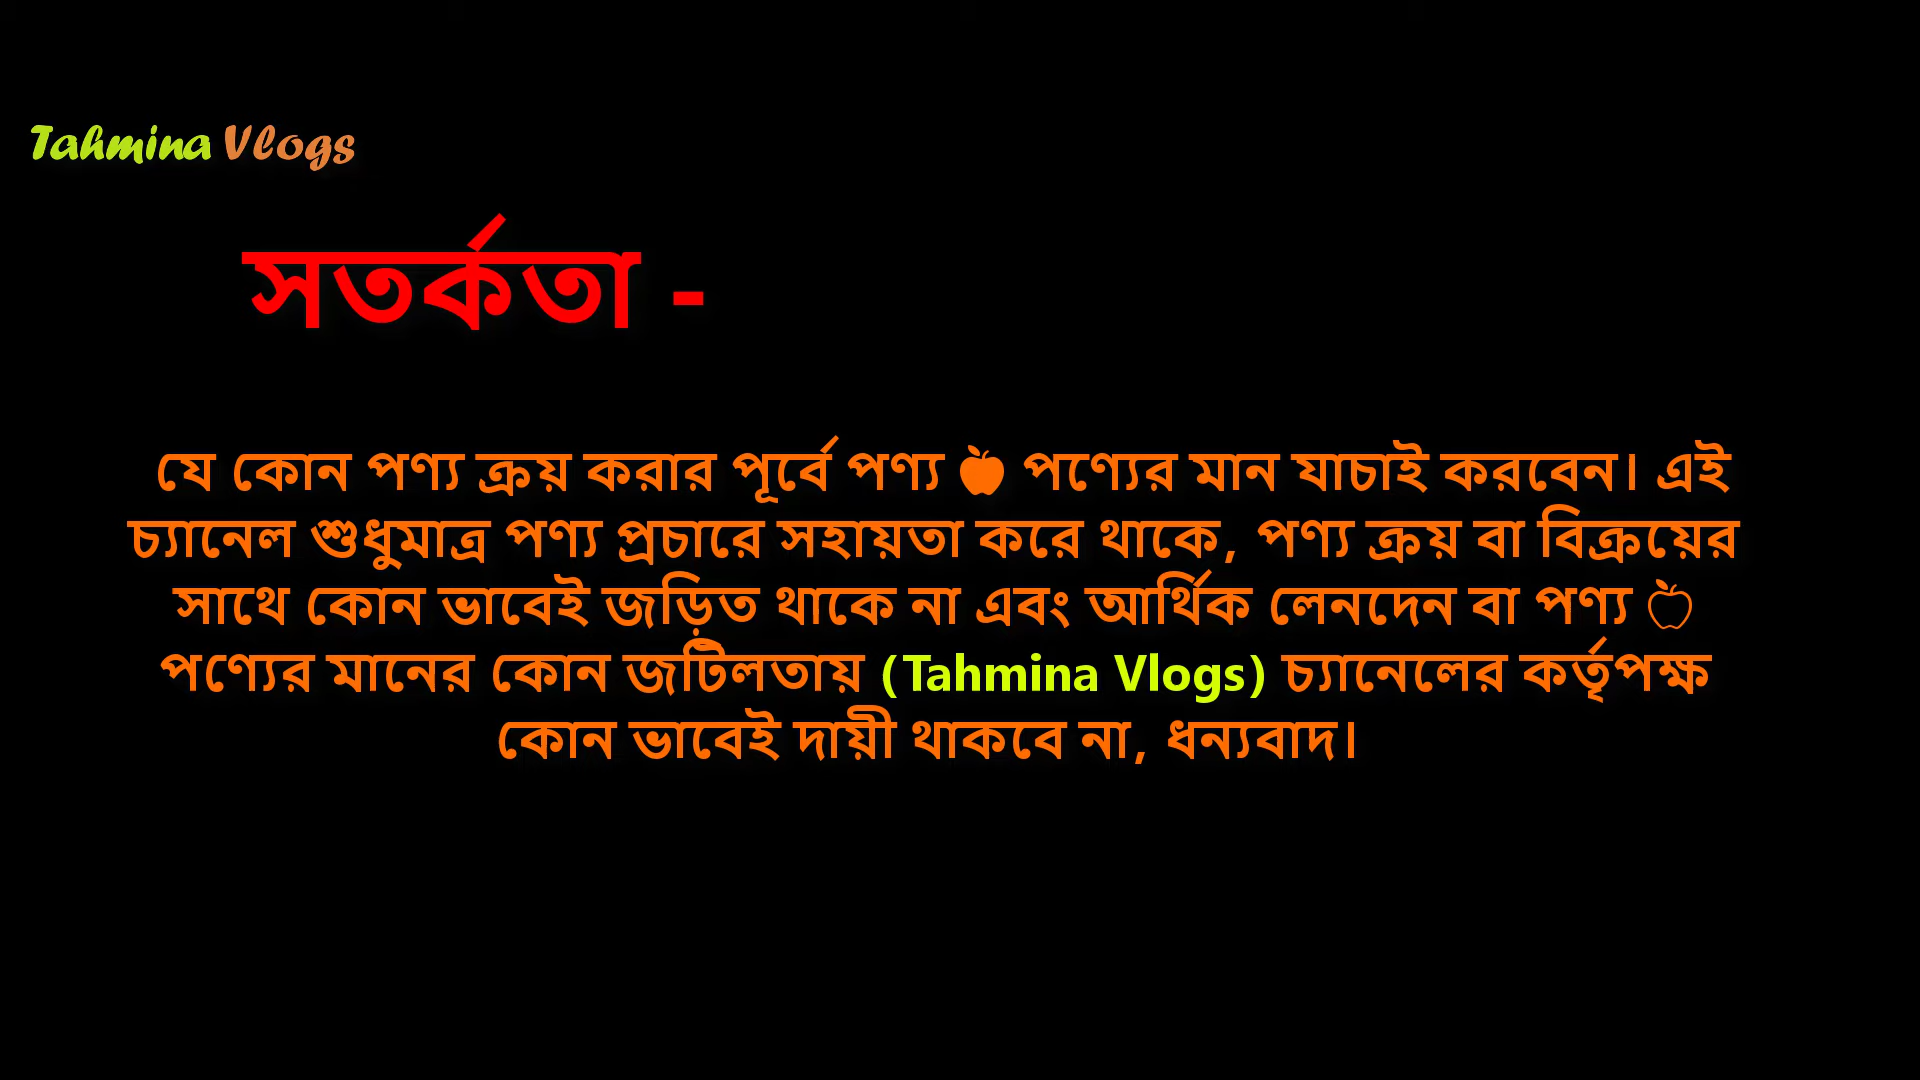 Tahmina Vlogs
সতর্কতা -
যে কোন পণ্য ক্রয় করার পূর্বে পণ্য 🍎 পণ্যের মান যাচাই করবেন। এই
চ্যানেল শুধুমাত্র পণ্য প্রচারে সহায়তা করে থাকে, পণ্য ক্রয় বা বিক্রয়ের
সাথে কোন ভাবেই জড়িত থাকে না এবং আর্থিক লেনদেন বা পণ্য 🍎
পণ্যের মানের কোন জটিলতায় (Tahmina Vlogs) চ্যানেলের কর্তৃপক্ষ
কোন ভাবেই দায়ী থাকবে না, ধন্যবাদ।